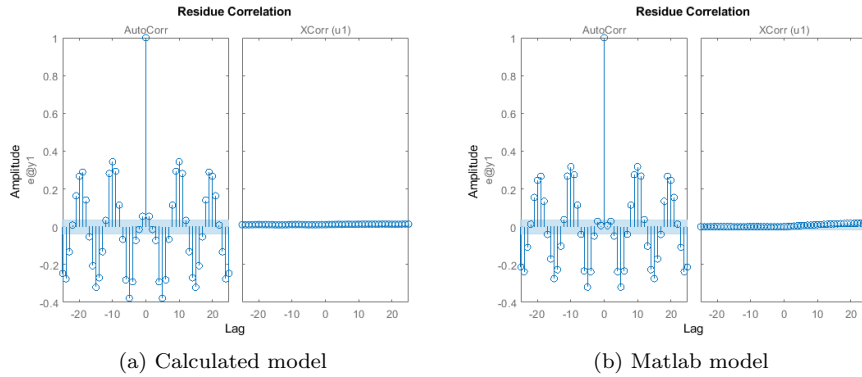 Residue Correlation
AutoCorr
XCorr (u1)
1
0.8
0.6
0.4
0.2
0
-0.2
-0.4
Amplitude
e@y1
-20 -10 0 10 20
-20 -10 0 10 20
Lag
(a) Calculated model
Residue Correlation
AutoCorr
XCorr (u1)
1
0.8
0.6
0.4
0.2
0
-0.2
-0.4
Amplitude
e@y1
-20 -10 0 10 20
-20 -10 0 10 20
Lag
(b) Matlab model